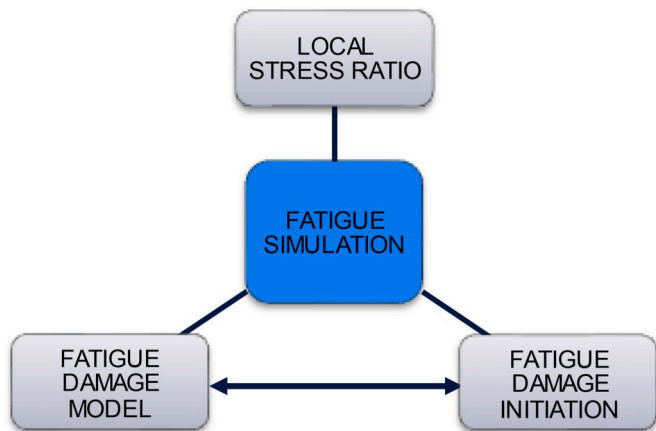 LOCAL
STRESS RATIO
FATIGUE
SIMULATION
FATIGUE
DAMAGE
MODEL
FATIGUE
DAMAGE
INITIATION